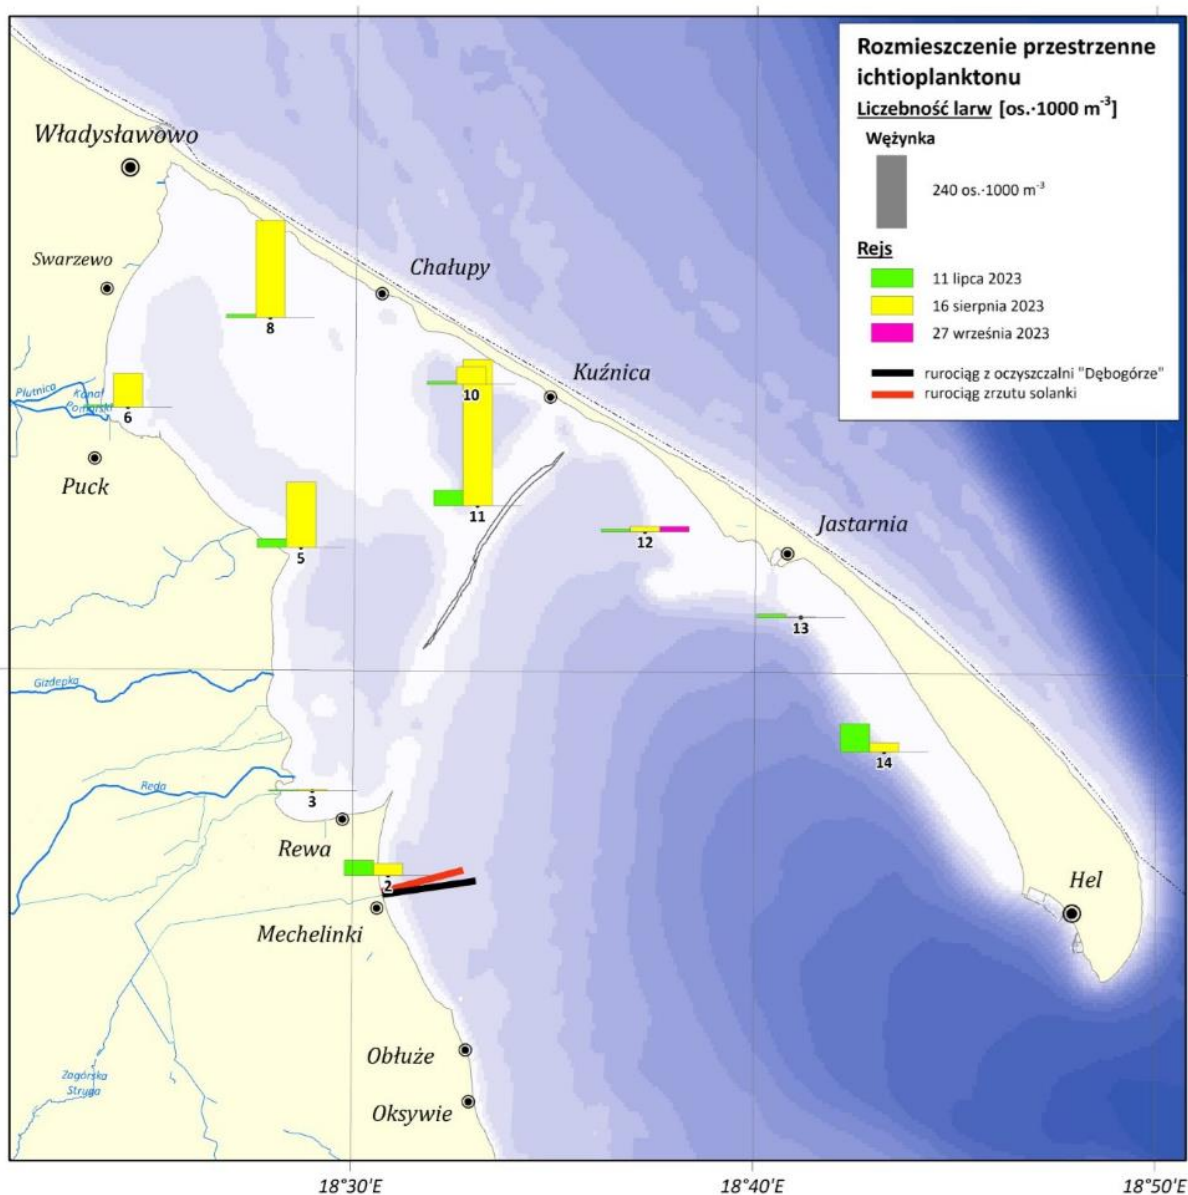 Rozmieszczenie przestrzenne
ichtioplanktonu
Liczebność larw [os.·1000 m⁻³]
Wężynka
240 os.·1000 m⁻³
Rejs
11 lipca 2023
16 sierpnia 2023
27 września 2023
rurociąg z oczyszczalni "Dębogórze"
rurociąg zrzutu solanki
Władysławowo
Swarzewo
Chałupy
8
Kuźnica
10
Płutnica
Kanał
Pomorski
6
Puck
11
Jastarnia
12
5
13
Gizdepka
14
Reda
3
Rewa
2
Hel
Mechelinki
Obłuże
Zagórska
Struga
Oksywie
18°30'E
18°40'E
18°50'E